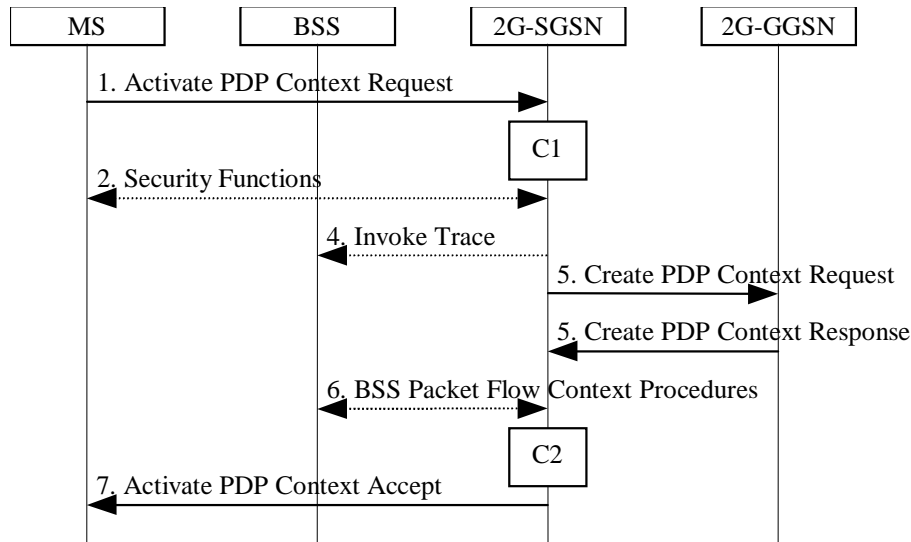 MS BSS 2G-SGSN 2G-GGSN
1. Activate PDP Context Request
C1
2. Security Functions
4. Invoke Trace
5. Create PDP Context Request
5. Create PDP Context Response
6. BSS Packet Flow Context Procedures
C2
7. Activate PDP Context Accept